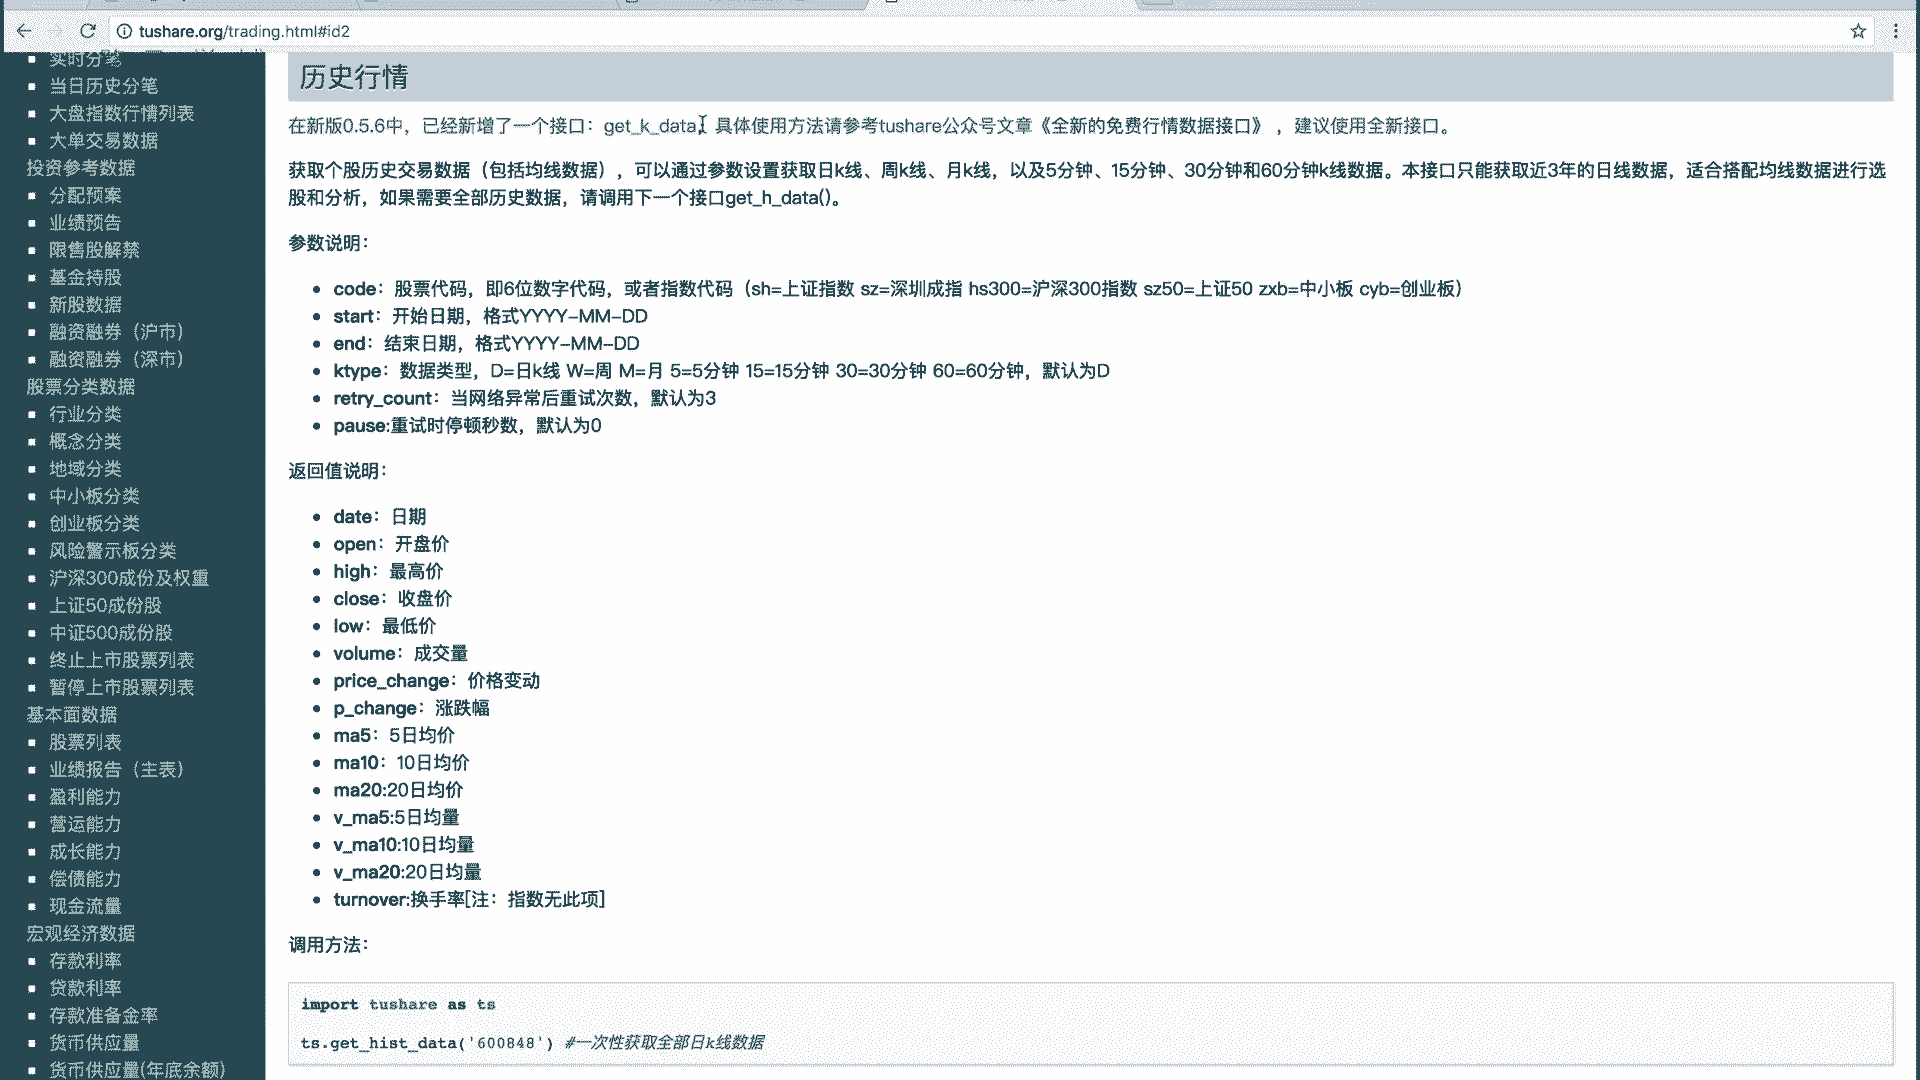 tushare.org/trading.html#id2
实时分笔
当日历史分笔
大盘指数行情列表
大单交易数据
投资参考数据
分配预案
业绩预告
限售股解禁
基金持股
新股数据
融资融券（沪市）
融资融券（深市）
股票分类数据
行业分类
概念分类
地域分类
中小板分类
创业板分类
风险警示板分类
沪深300成份及权重
上证50成份股
中证500成份股
终止上市股票列表
暂停上市股票列表
基本面数据
股票列表
业绩报告（主表）
盈利能力
营运能力
成长能力
偿债能力
现金流量
宏观经济数据
存款利率
贷款利率
存款准备金率
货币供应量
货币供应量(年底余额)
历史行情
在新版0.5.6中，已经新增了一个接口：get_k_data，具体使用方法请参考tushare公众号文章《全新的免费行情数据接口》 ，建议使用全新接口。
获取个股历史交易数据（包括均线数据），可以通过参数设置获取日k线、周k线、月k线，以及5分钟、15分钟、30分钟和60分钟k线数据。本接口只能获取近3年的日线数据，适合搭配均线数据进行选
股和分析，如果需要全部历史数据，请调用下一个接口get_h_data()。
参数说明：
code：股票代码，即6位数字代码，或者指数代码（sh=上证指数 sz=深圳成指 hs300=沪深300指数 sz50=上证50 zxb=中小板 cyb=创业板）
start：开始日期，格式YYYY-MM-DD
end：结束日期，格式YYYY-MM-DD
ktype：数据类型，D=日k线 W=周 M=月 5=5分钟 15=15分钟 30=30分钟 60=60分钟，默认为D
retry_count：当网络异常后重试次数，默认为3
pause:重试时停顿秒数，默认为0
返回值说明：
date：日期
open：开盘价
high：最高价
close：收盘价
low：最低价
volume：成交量
price_change：价格变动
p_change：涨跌幅
ma5：5日均价
ma10：10日均价
ma20:20日均价
v_ma5:5日均量
v_ma10:10日均量
v_ma20:20日均量
turnover:换手率[注：指数无此项]
调用方法：
import tushare as ts
ts.get_hist_data('600848') #一次性获取全部日k线数据